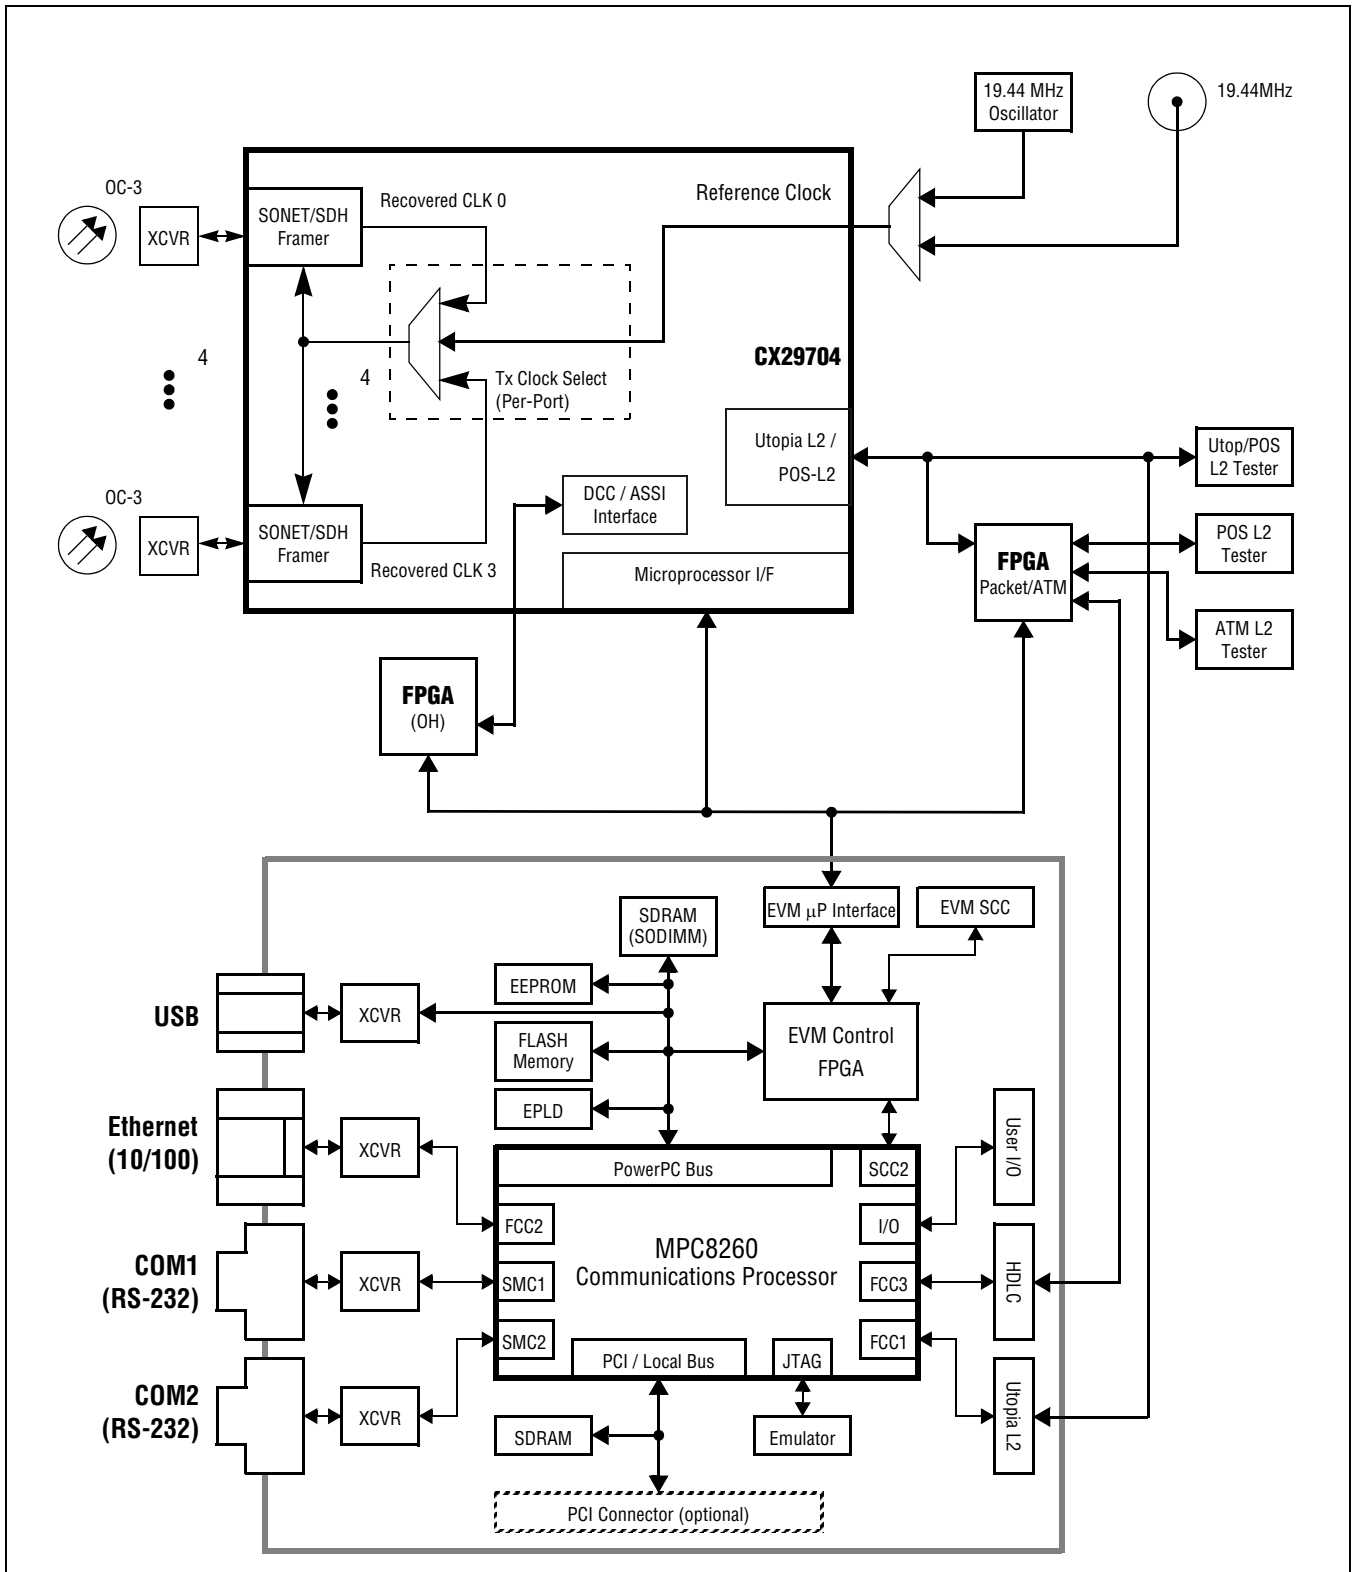 19.44 MHz
Oscillator
19.44MHz
OC-3
XCVR
SONET/SDH
Framer
Recovered CLK 0
Reference Clock
4
4
Tx Clock Select
(Per-Port)
CX29704
Utopia L2 /
POS-L2
Utop/POS
L2 Tester
OC-3
XCVR
SONET/SDH
Framer
Recovered CLK 3
DCC / ASSI
Interface
Microprocessor I/F
FPGA
Packet/ATM
POS L2
Tester
ATM L2
Tester
FPGA
(OH)
SDRAM
(SODIMM)
EVM µP Interface
EVM SCC
EEPROM
USB
XCVR
FLASH
Memory
EVM Control
FPGA
EPLD
Ethernet
(10/100)
XCVR
PowerPC Bus
SCC2
User I/O
FCC2
I/O
MPC8260
Communications Processor
COM1
(RS-232)
XCVR
SMC1
FCC3
HDLC
SMC2
FCC1
PCI / Local Bus
JTAG
COM2
(RS-232)
XCVR
SDRAM
Emulator
Utopia L2
PCI Connector (optional)